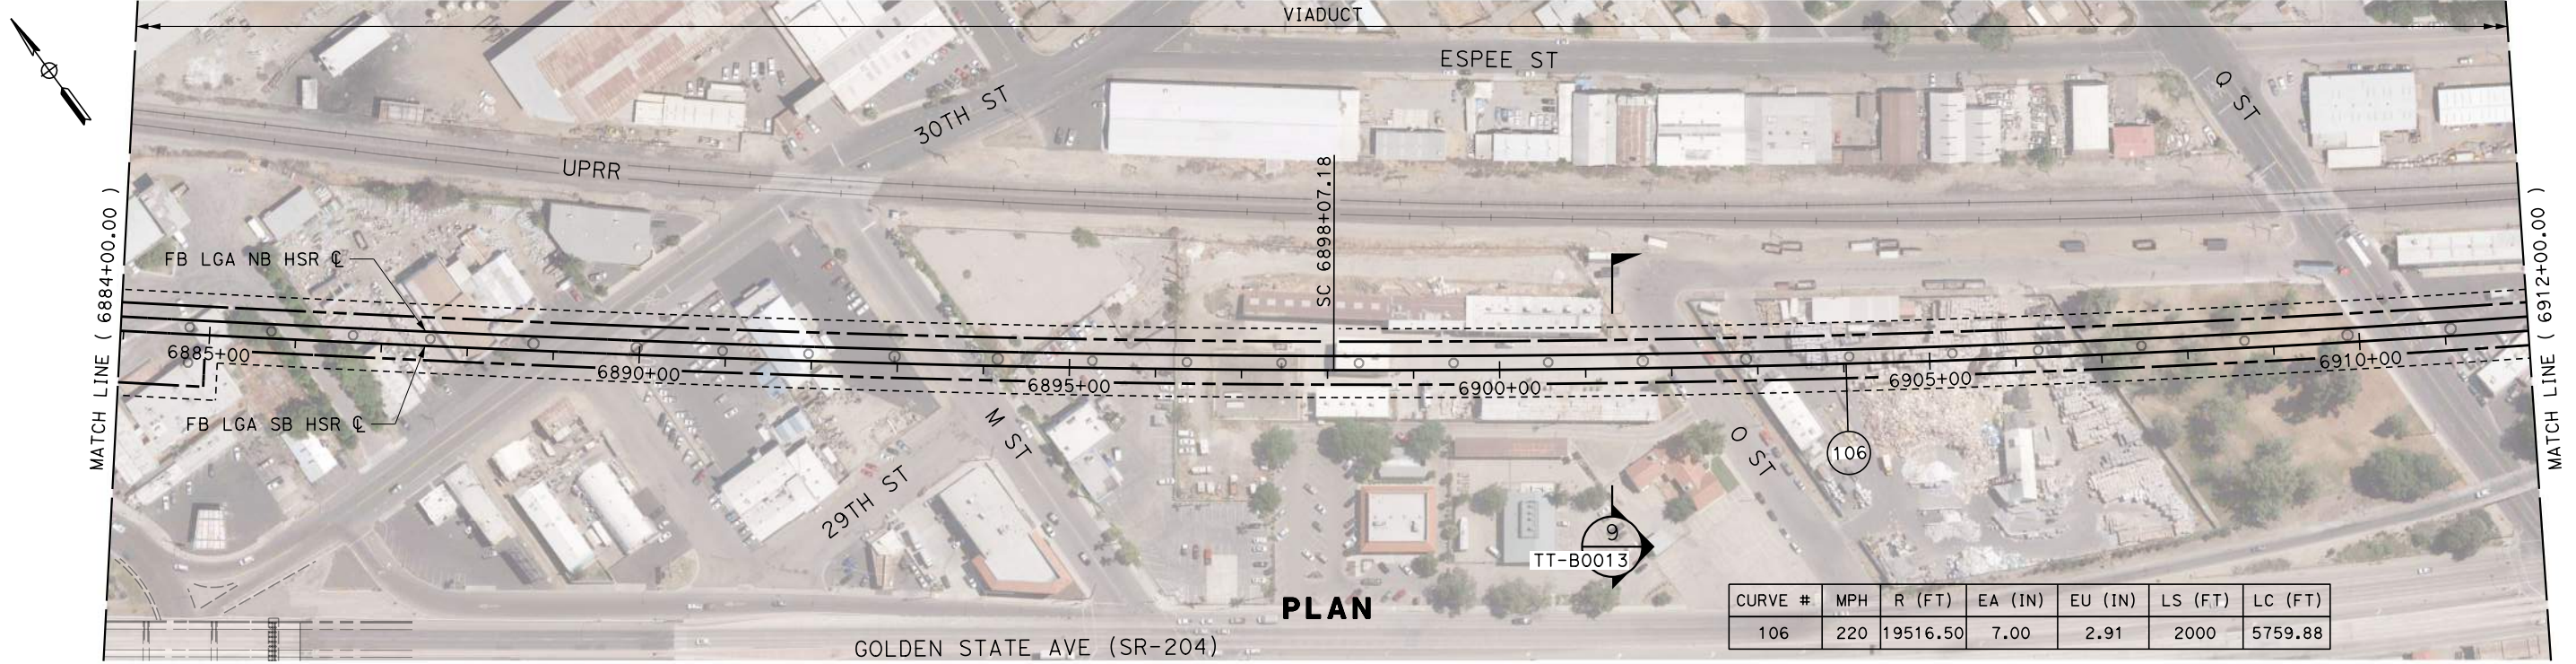 VIADUCT
ESPEE ST
Q ST
30TH ST
UPRR
SC 6898+07.18
MATCH LINE ( 6884+00.00 )
MATCH LINE ( 6912+00.00 )
FB LGA NB HSR ℄
6885+00
6890+00
6895+00
6900+00
6905+00
6910+00
FB LGA SB HSR ℄
M ST
29TH ST
O ST
106
9
TT-B0013
PLAN
GOLDEN STATE AVE (SR-204)
CURVE # MPH R (FT) EA (IN) EU (IN) LS (FT) LC (FT)
106 220 19516.50 7.00 2.91 2000 5759.88